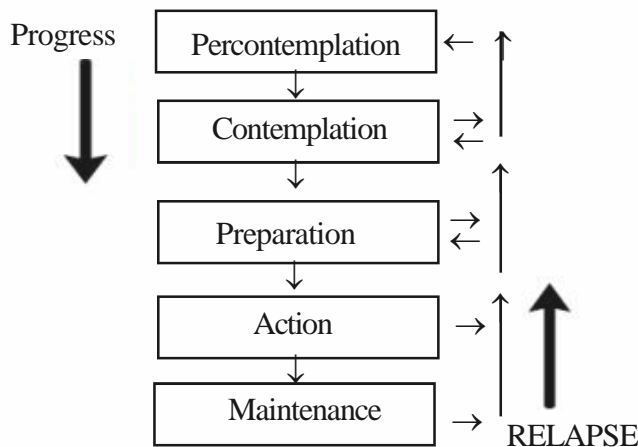 Progress
Percontemplation
Contemplation
Preparation
Action
Maintenance
RELAPSE